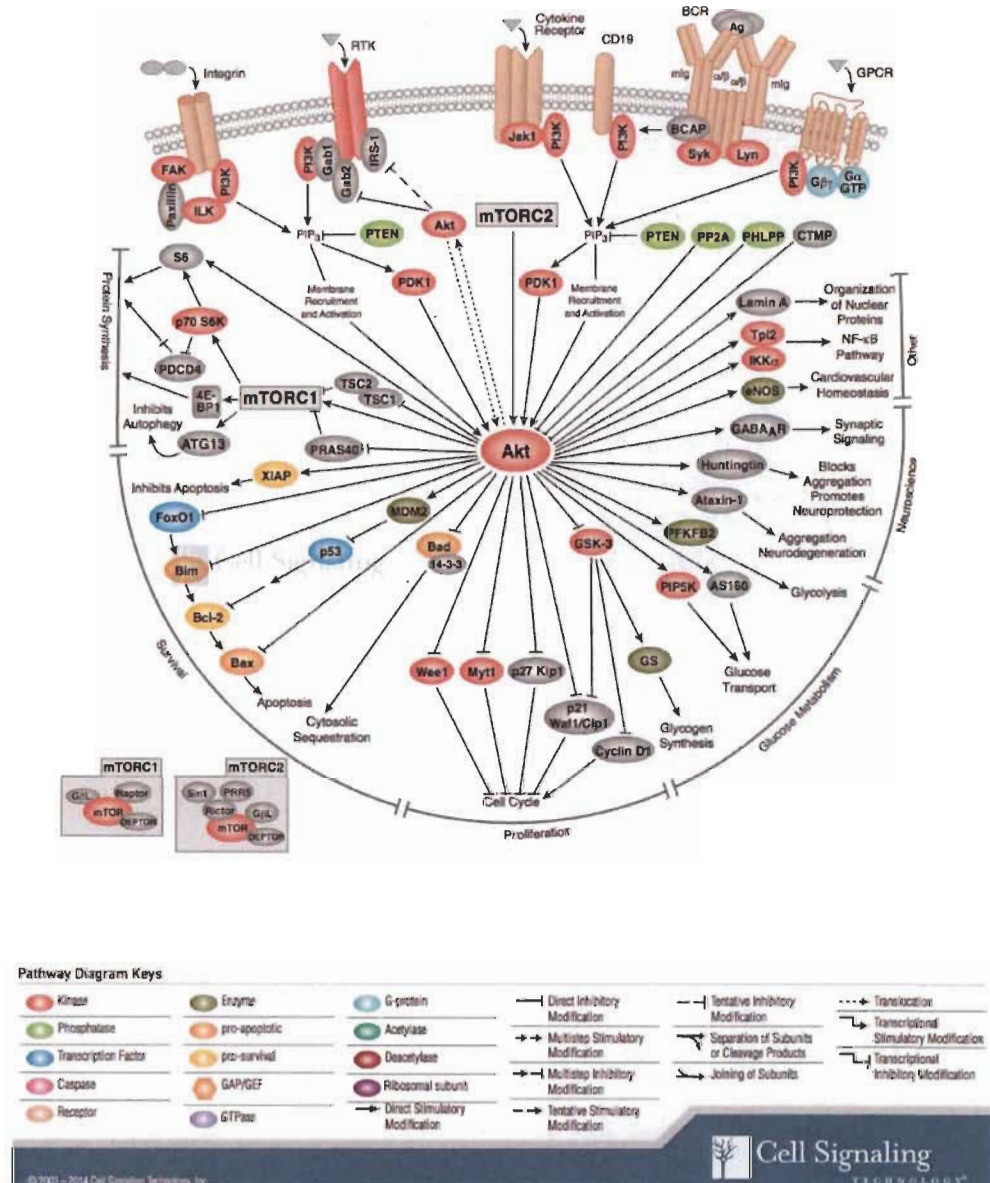 Cytokine
Receptor
BCR
Ag
RTK
CD19
Integrin
mIg
α/β
α/β
mIg
GPCR
FAK
PI3K
Paxillin
ILK
PI3K
Gab1
Gab2
IRS-1
Jak1
PI3K
PI3K
BCAP
Syk
Lyn
PI3K
Gα
GTP
PIP3
PTEN
Akt
mTORC2
PIP3
PTEN
PP2A
PHLPP
CTMP
S6
PDK1
PDK1
Membrane
Recruitment
and Activation
Membrane
Recruitment
and Activation
Protein Synthesis
p70 S6K
PDCD4
4E-
BP1
mTORC1
TSC2
TSC1
Inhibits
Autophagy
ATG13
PRAS40
Akt
Lamin A
Organization
of Nuclear
Proteins
Tpl2
IKKα
NF-κB
Pathway
eNOS
Cardiovascular
Homeostasis
Other
GABAAR
Synaptic
Signaling
Huntingtin
Blocks
Aggregation
Promotes
Neuroprotection
Ataxin-1
Aggregation
Neurodegeneration
Neuroscience
XIAP
Inhibits Apoptosis
FoxO1
MDM2
p53
Bad
14-3-3
GSK-3
PFKFB2
Cell Signaling
Bim
PIP5K
AS160
Glycolysis
Bcl-2
Bax
Survival
Apoptosis
Cytosolic
Sequestration
Wee1
Myt1
p27 Kip1
GS
Glucose
Transport
p21
Waf1/Cip1
Cyclin D1
Glycogen
Synthesis
Glucose Metabolism
Cell Cycle
Proliferation
mTORC1
GβL
Raptor
mTOR
DEPTOR
mTORC2
Sin1
PRR5
Rictor
GβL
mTOR
DEPTOR
Pathway Diagram Keys
Kinase
Phosphatase
Transcription Factor
Caspase
Receptor
Enzyme
pro-apoptotic
pro-survival
GAP/GEF
GTPase
G-protein
Acetylase
Deacetylase
Ribosomal subunit
Direct Stimulatory
Modification
Direct Inhibitory
Modification
Multistep Stimulatory
Modification
Multistep Inhibitory
Modification
Tentative Stimulatory
Modification
Tentative Inhibitory
Modification
Separation of Subunits
or Cleavage Products
Joining of Subunits
Translocation
Transcriptional
Stimulatory Modification
Transcriptional
Inhibitory Modification
Cell Signaling
TECHNOLOGY®
© 2003 – 2014 Cell Signaling Technology, Inc.